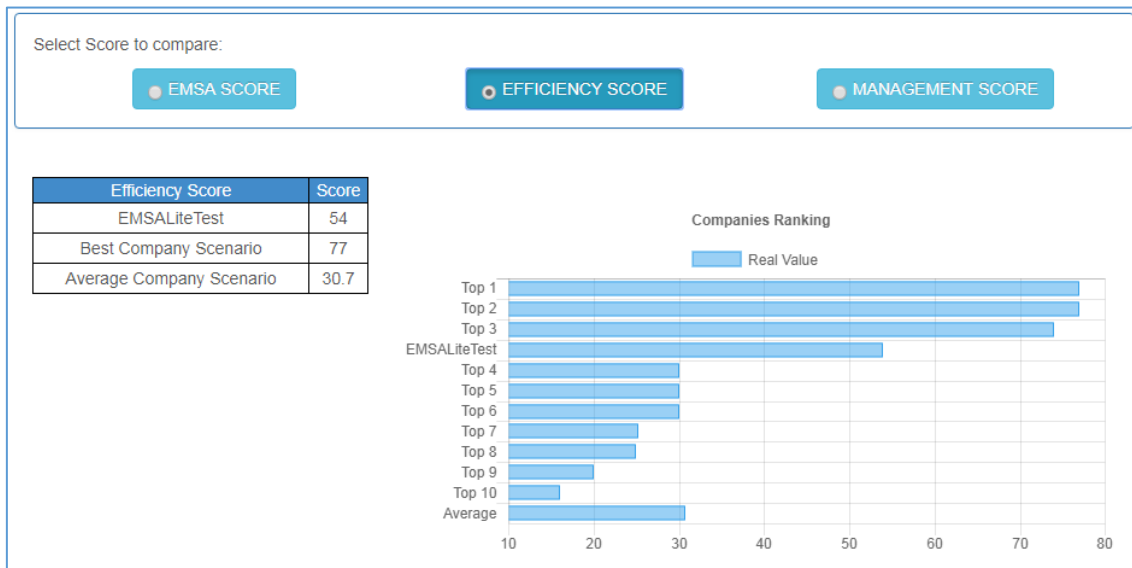 Select Score to compare:
EMSA SCORE
EFFICIENCY SCORE
MANAGEMENT SCORE
Efficiency Score Score
EMSALiteTest 54
Best Company Scenario 77
Average Company Scenario 30.7
Companies Ranking
Real Value
Top 1
Top 2
Top 3
EMSALiteTest
Top 4
Top 5
Top 6
Top 7
Top 8
Top 9
Top 10
Average
10 20 30 40 50 60 70 80